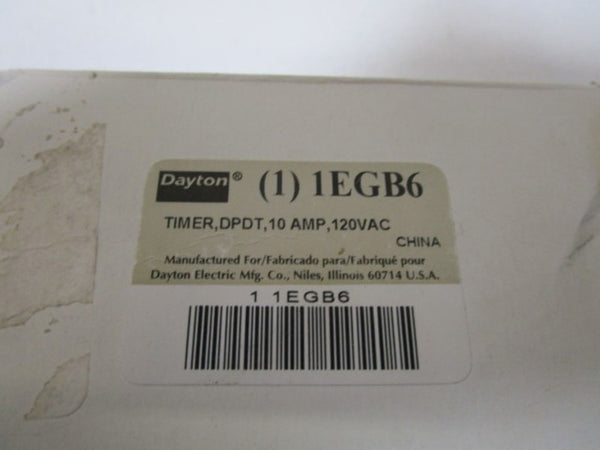 Dayton® (1) 1EGB6
TIMER,DPDT,10 AMP,120VAC
CHINA
Manufactured For/Fabricado para/Fabriqué pour
Dayton Electric Mfg. Co., Niles, Illinois 60714 U.S.A.
1 1EGB6